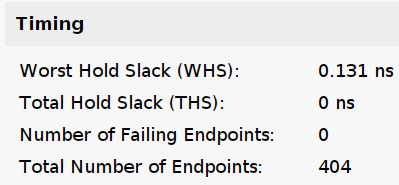 Timing
Worst Hold Slack (WHS): 0.131 ns
Total Hold Slack (THS): 0 ns
Number of Failing Endpoints: 0
Total Number of Endpoints: 404